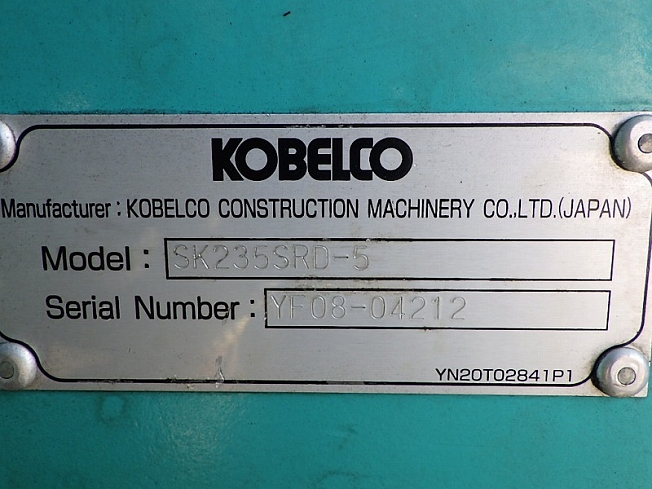 KOBELCO
Manufacturer : KOBELCO CONSTRUCTION MACHINERY CO.,LTD.(JAPAN)
Model : SK235SRD-5
Serial Number : YF08-04212
YN20T02841P1